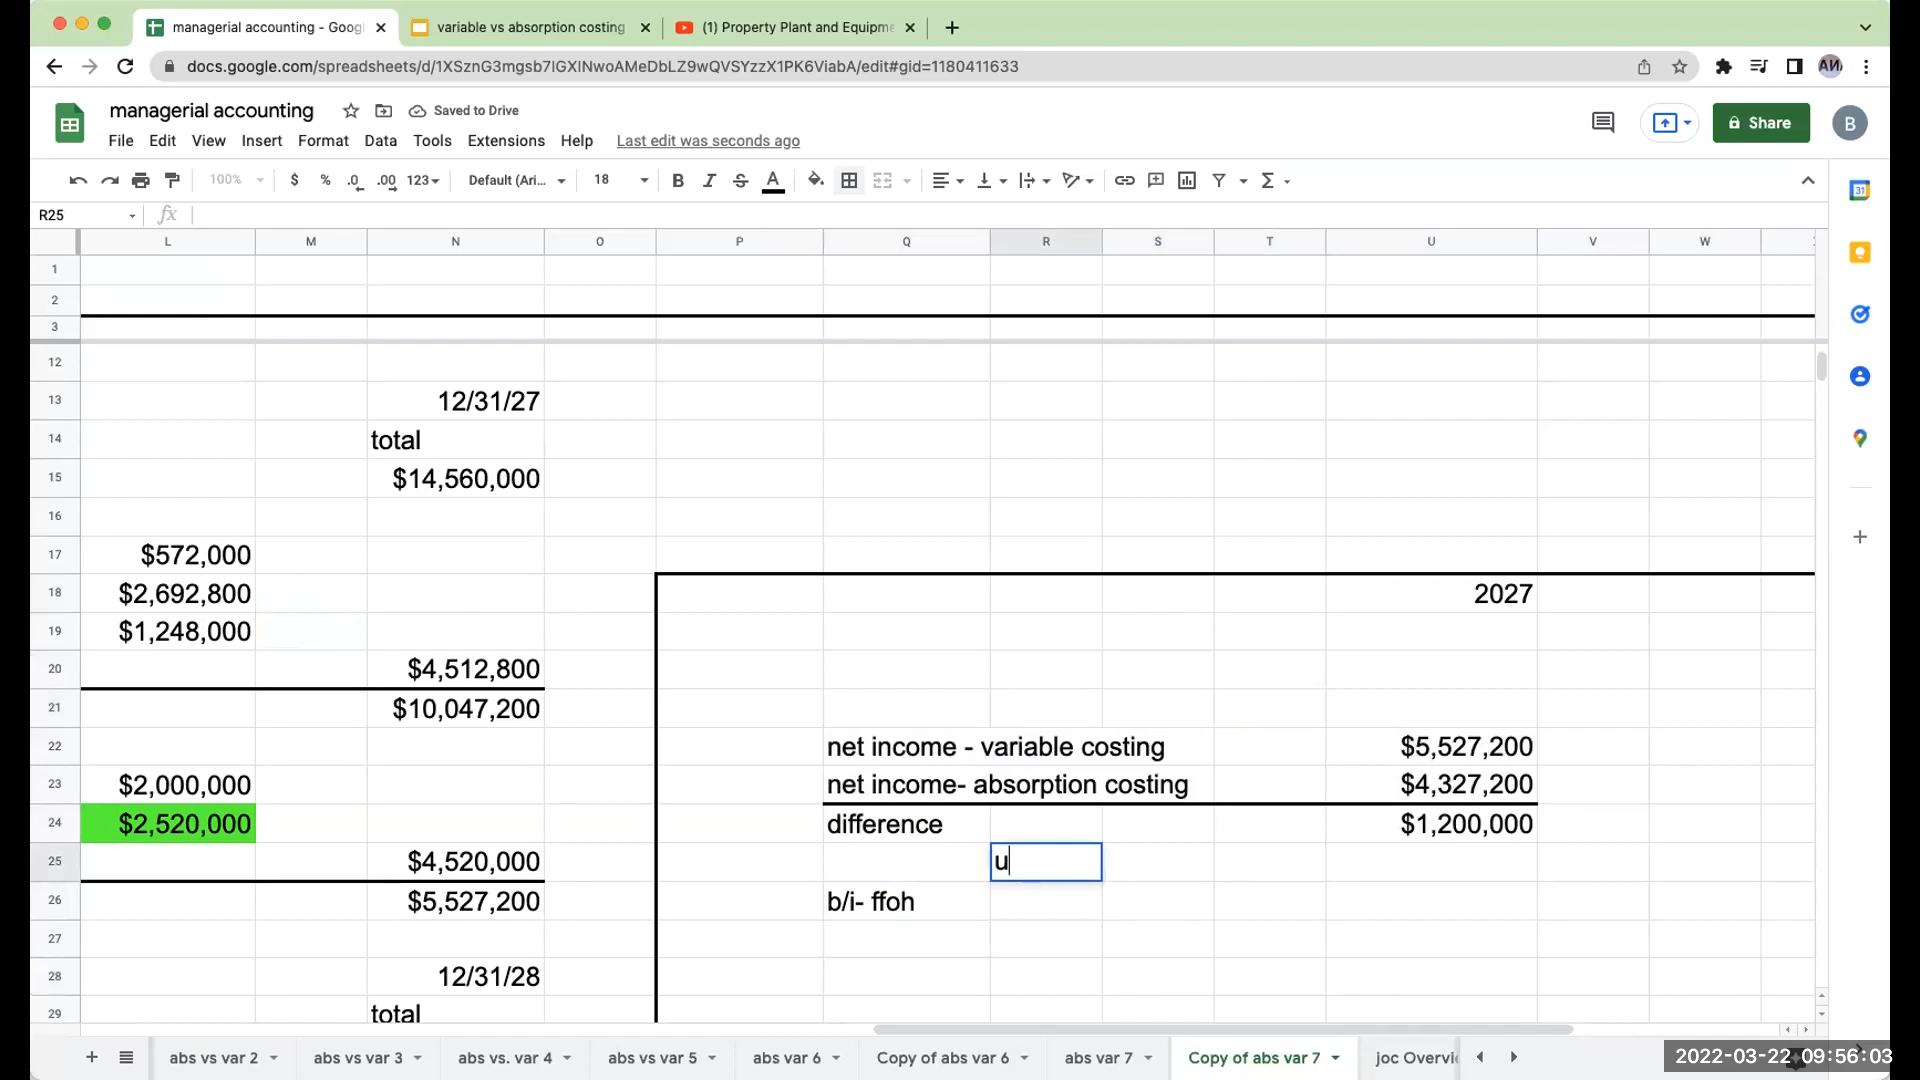 managerial accounting - Googl
variable vs absorption costing
(1) Property Plant and Equipme
docs.google.com/spreadsheets/d/1XSznG3mgsb7lGXlNwoAMeDbLZ9wQVSYzzX1PK6ViabA/edit#gid=1180411633
managerial accounting
Saved to Drive
File Edit View Insert Format Data Tools Extensions Help Last edit was seconds ago
Share
B
100% $ % .0 .00 123 Default (Ari... 18 B I S A
R25 fx
L M N O P Q R S T U V W
1
2
3
12
13 12/31/27
14 total
15 $14,560,000
16
17 $572,000
18 $2,692,800 2027
19 $1,248,000
20 $4,512,800
21 $10,047,200
22 net income - variable costing $5,527,200
23 $2,000,000 net income- absorption costing $4,327,200
24 $2,520,000 difference $1,200,000
25 $4,520,000 u
26 $5,527,200 b/i- ffoh
27
28 12/31/28
29 total
abs vs var 2 abs vs var 3 abs vs. var 4 abs vs var 5 abs var 6 Copy of abs var 6 abs var 7 Copy of abs var 7 joc Overvi
2022-03-22 09:56:03